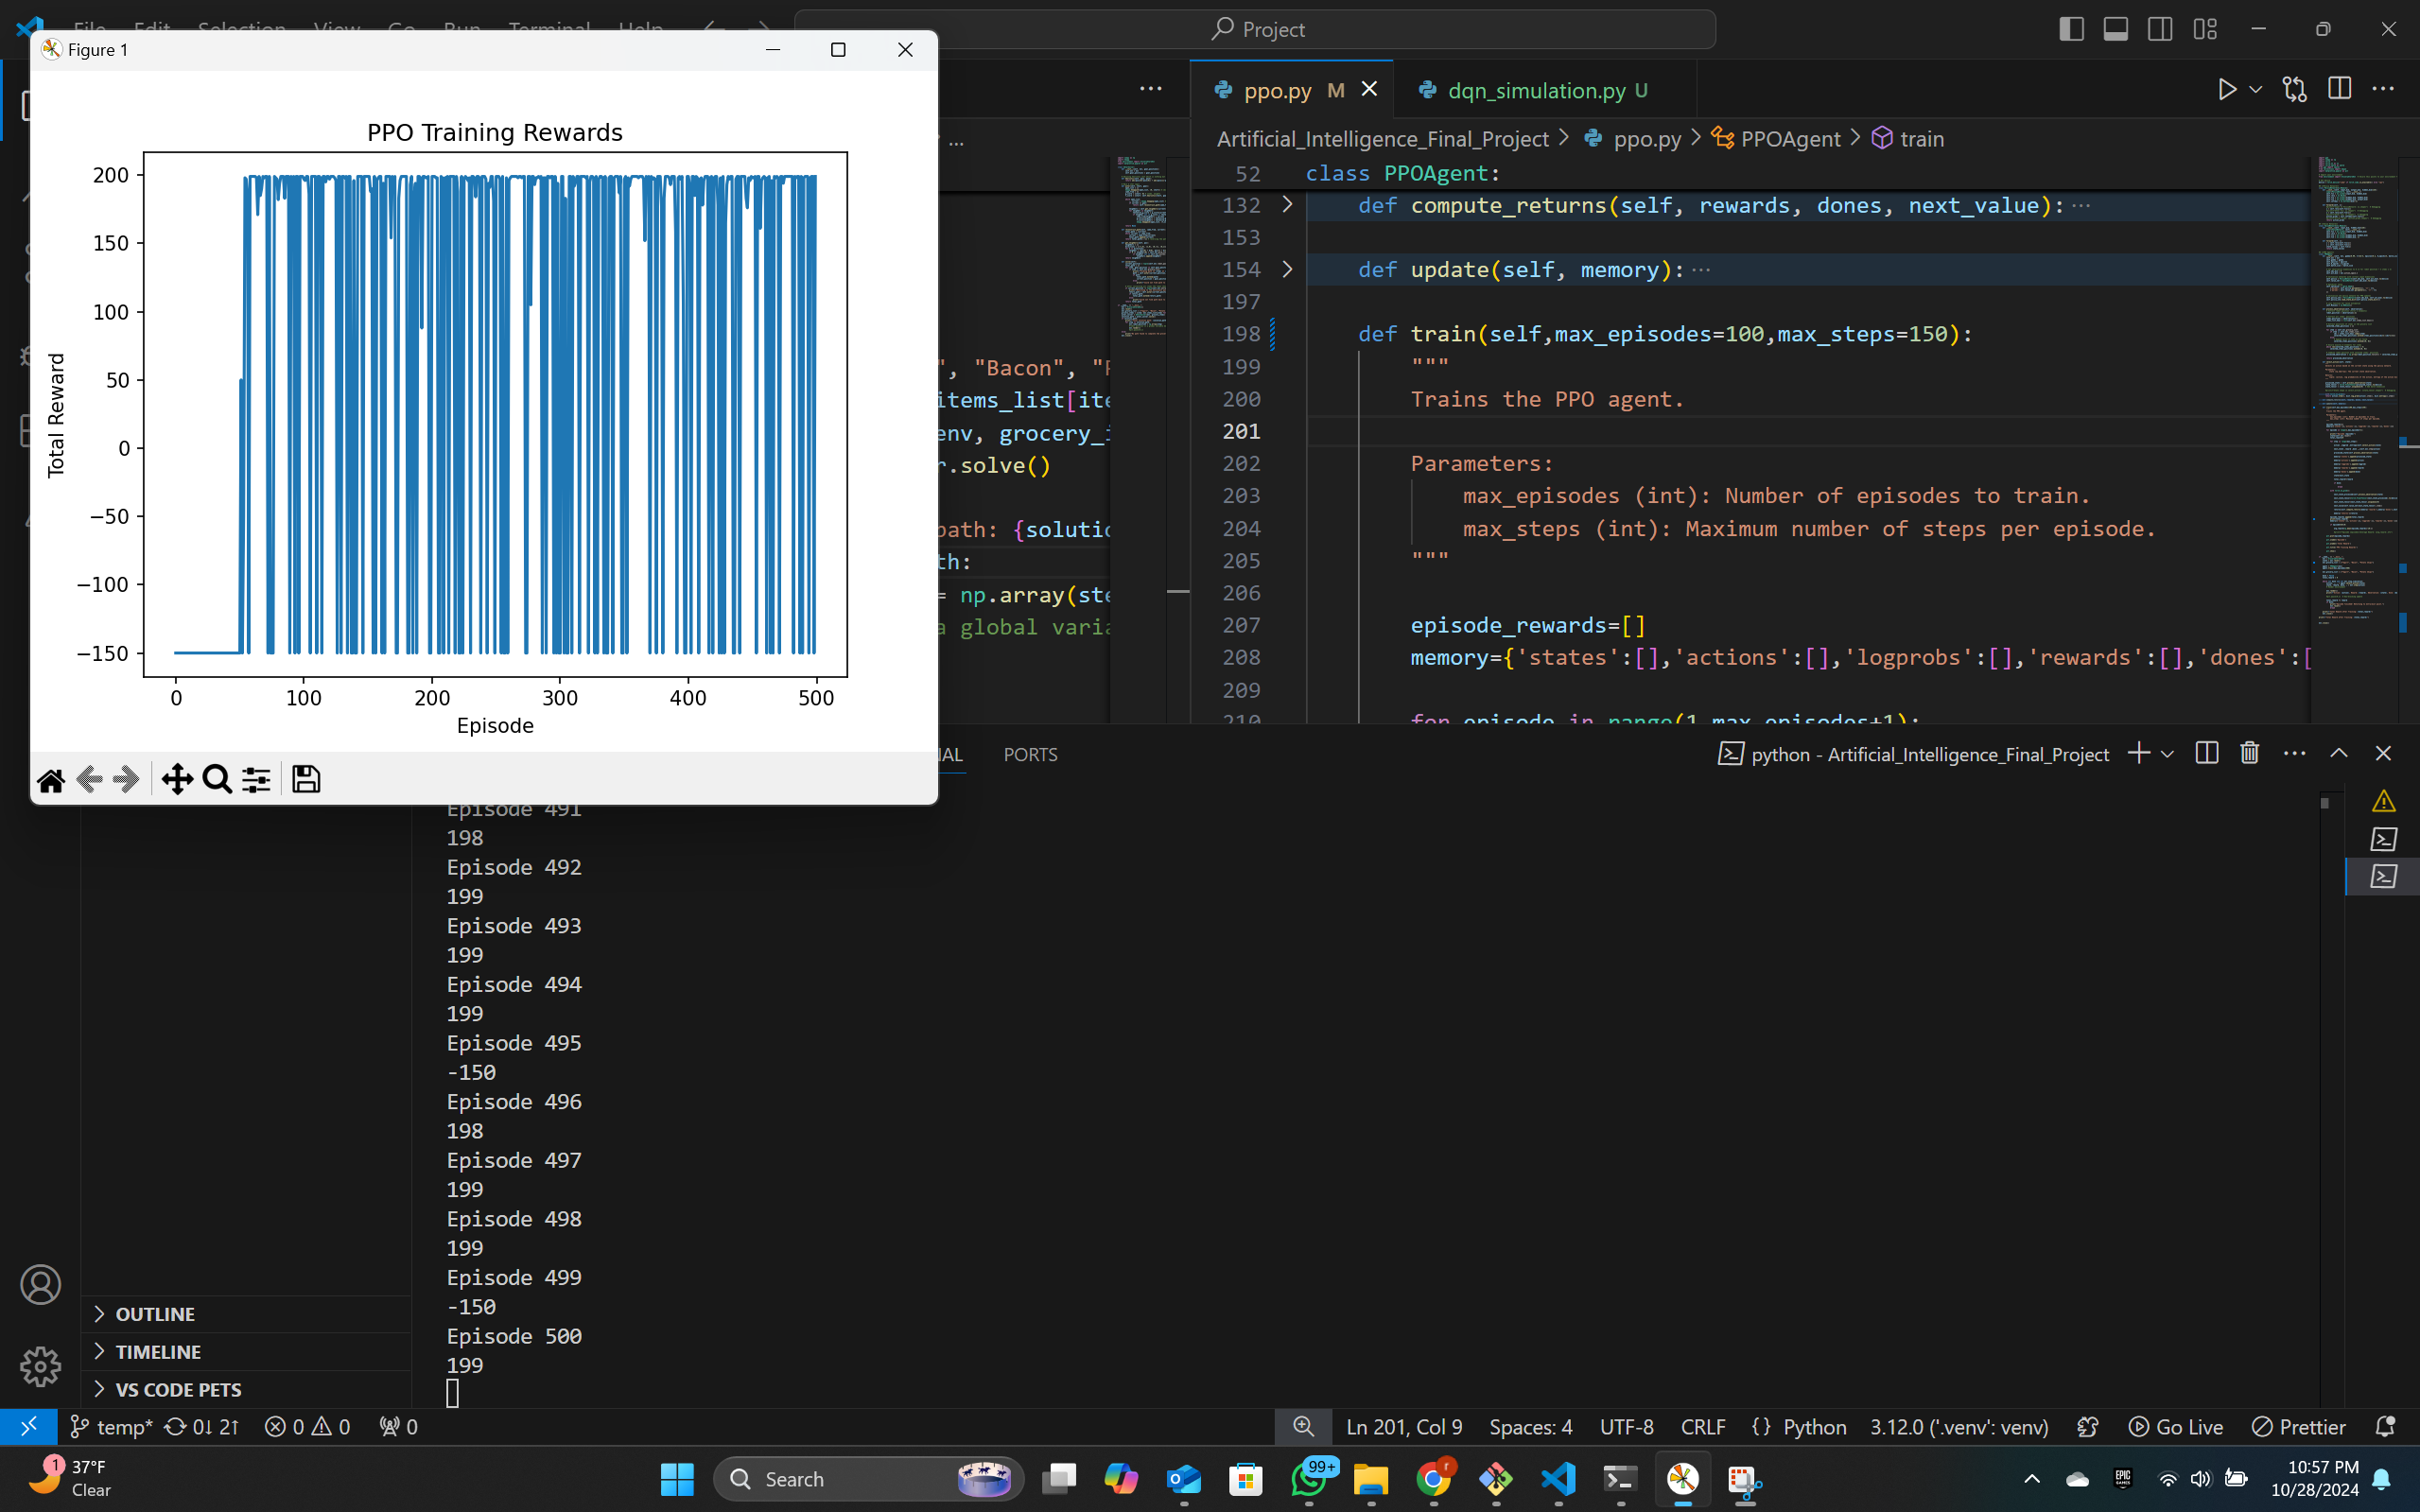 File Edit Selection View Go Run Terminal Help
Project
Figure 1
PPO Training Rewards
200
150
100
50
0
−50
−100
−150
Total Reward
0 100 200 300 400 500
Episode
ppo.py M
dqn_simulation.py U
Artificial_Intelligence_Final_Project > ppo.py > PPOAgent > train
52 class PPOAgent:
132 def compute_returns(self, rewards, dones, next_value):
153
154 def update(self, memory):
197
198 def train(self,max_episodes=100,max_steps=150):
199 """
200 Trains the PPO agent.
201
202 Parameters:
203 max_episodes (int): Number of episodes to train.
204 max_steps (int): Maximum number of steps per episode.
205 """
206
207 episode_rewards=[]
208 memory={'states':[],'actions':[],'logprobs':[],'rewards':[],'dones':[
209
210 for episode in range(1,max_episodes+1):
", "Bacon", "
items_list[ite
env, grocery_i
r.solve()
path: {solutio
th:
= np.array(ste
a global varia
AL PORTS
python - Artificial_Intelligence_Final_Project
Episode 491
198
Episode 492
199
Episode 493
199
Episode 494
199
Episode 495
-150
Episode 496
198
Episode 497
199
Episode 498
199
Episode 499
-150
Episode 500
199
OUTLINE
TIMELINE
VS CODE PETS
temp* 0↓ 2↑ 0 0 0
Ln 201, Col 9 Spaces: 4 UTF-8 CRLF {} Python 3.12.0 ('.venv': venv) Go Live Prettier
1
37°F
Clear
Search
99+
r
EPIC GAMES
10:57 PM
10/28/2024